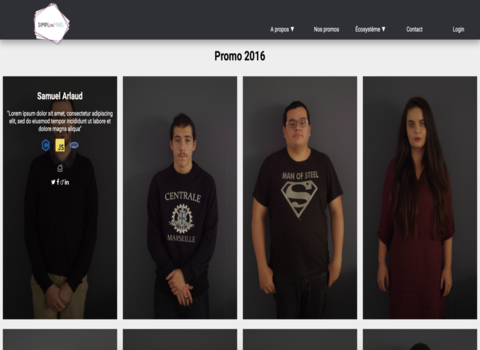 SIMPLonMARS
A propos ▼
Nos promos
Écosystème ▼
Contact
Login
Promo 2016
Samuel Arlaud
"Lorem ipsum dolor sit amet, consectetur adipiscing
elit, sed do eiusmod tempor incididunt ut labore et
dolore magna aliqua"
JS
php
CENTRALE
MARSEILLE
MAN OF STEEL
S